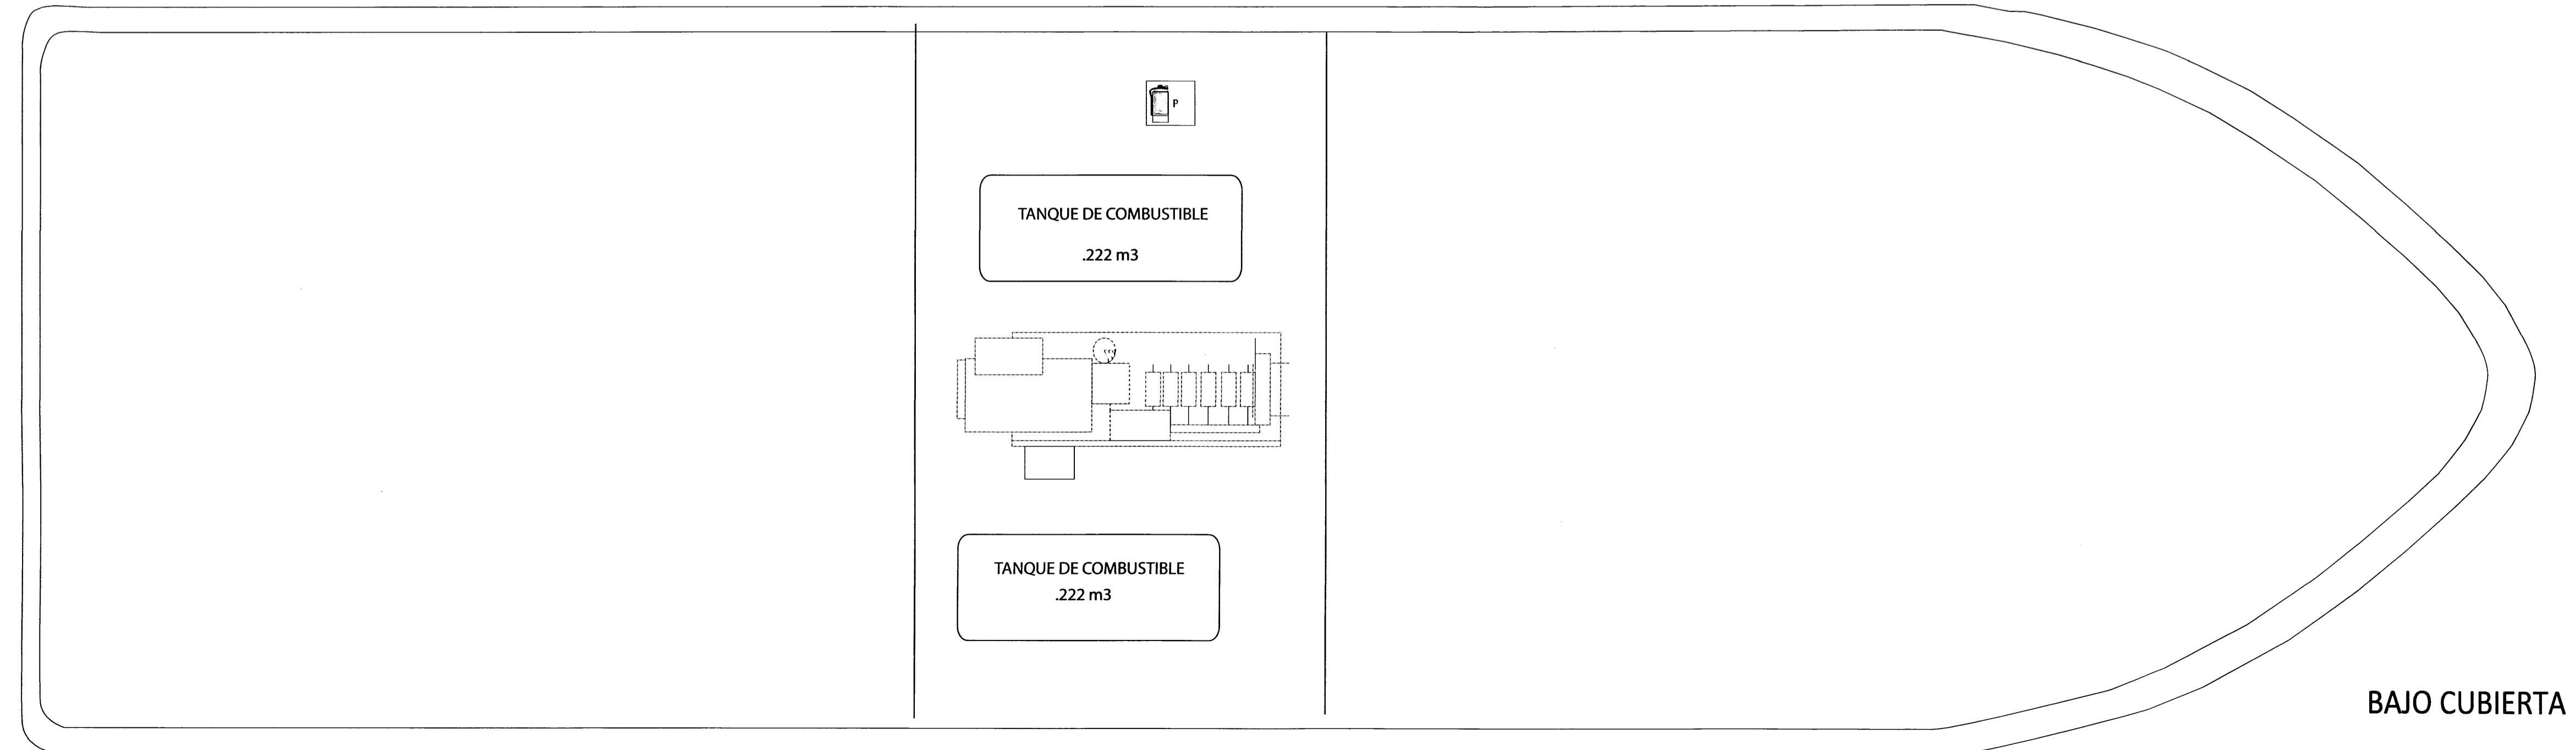 P
TANQUE DE COMBUSTIBLE
.222 m3
TANQUE DE COMBUSTIBLE
.222 m3
BAJO CUBIERTA